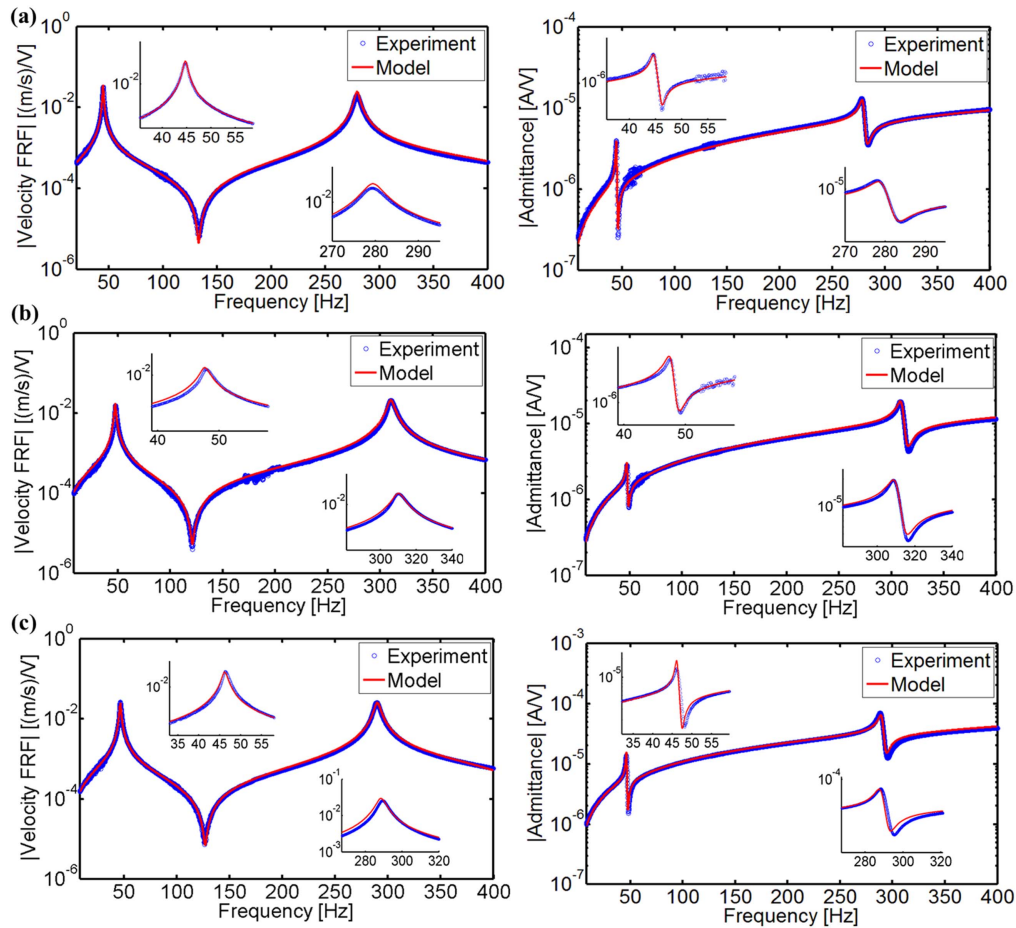 (a)
|Velocity FRF| [(m/s)/V]
10^0
10^-2
10^-4
10^-6
50 100 150 200 250 300 350 400
Frequency [Hz]
Experiment
Model
10^-2
40 45 50 55
10^-2
270 280 290
|Admittance| [A/V]
10^-4
10^-5
10^-6
10^-7
50 100 150 200 250 300 350 400
Frequency [Hz]
Experiment
Model
10^-6
40 45 50 55
10^-5
270 280 290
(b)
|Velocity FRF| [(m/s)/V]
10^0
10^-2
10^-4
10^-6
50 100 150 200 250 300 350 400
Frequency [Hz]
Experiment
Model
10^-2
40 50
10^-2
300 320 340
|Admittance| [A/V]
10^-4
10^-5
10^-6
10^-7
50 100 150 200 250 300 350 400
Frequency [Hz]
Experiment
Model
10^-6
40 50
10^-5
300 320 340
(c)
|Velocity FRF| [(m/s)/V]
10^0
10^-2
10^-4
10^-6
50 100 150 200 250 300 350 400
Frequency [Hz]
Experiment
Model
10^-2
35 40 45 50 55
10^-1
10^-2
10^-3
280 300 320
|Admittance| [A/V]
10^-3
10^-4
10^-5
10^-6
10^-7
50 100 150 200 250 300 350 400
Frequency [Hz]
Experiment
Model
10^-5
35 40 45 50 55
10^-4
280 300 320